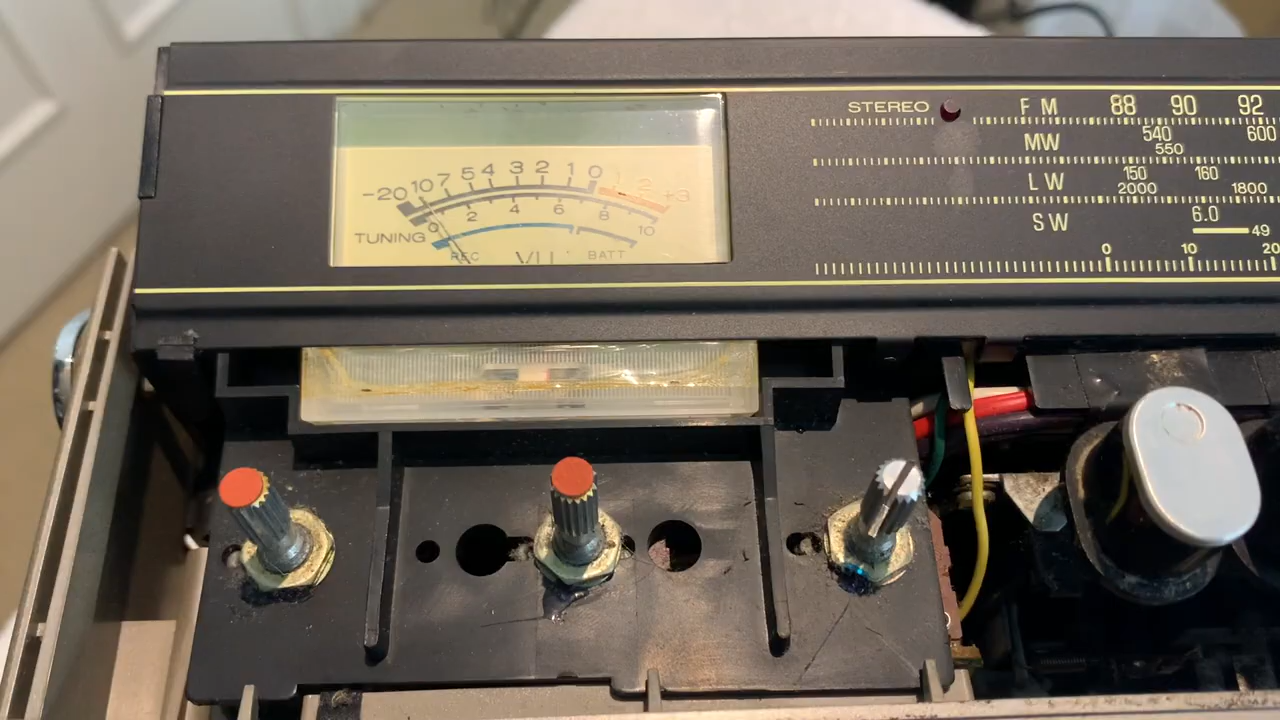 -20 10 7 5 4 3 2 1 0 1 2 +3
0 2 4 6 8 10
TUNING
REC VU BATT
STEREO FM 88 90 92
MW 540 600
550
LW 150 160
2000 1800
SW 6.0
49
0 10 20